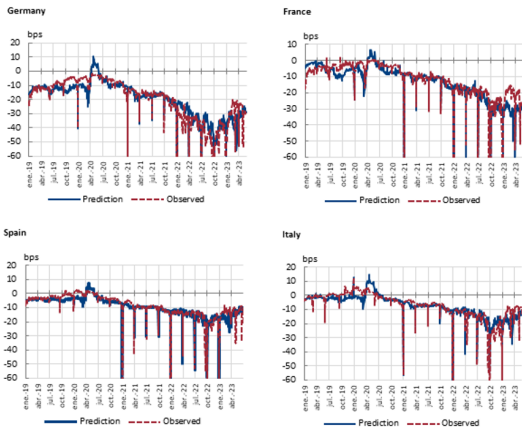 Germany
bps
20
10
0
-10
-20
-30
-40
-50
-60
ene.-19
abr.-19
jul.-19
oct.-19
ene.-20
abr.-20
jul.-20
oct.-20
ene.-21
abr.-21
jul.-21
oct.-21
ene.-22
abr.-22
jul.-22
oct.-22
ene.-23
abr.-23
Prediction Observed
France
bps
10
0
-10
-20
-30
-40
-50
-60
ene.-19
abr.-19
jul.-19
oct.-19
ene.-20
abr.-20
jul.-20
oct.-20
ene.-21
abr.-21
jul.-21
oct.-21
ene.-22
abr.-22
jul.-22
oct.-22
ene.-23
abr.-23
Prediction Observed
Spain
bps
20
10
0
-10
-20
-30
-40
-50
-60
ene.-19
abr.-19
jul.-19
oct.-19
ene.-20
abr.-20
jul.-20
oct.-20
ene.-21
abr.-21
jul.-21
oct.-21
ene.-22
abr.-22
jul.-22
oct.-22
ene.-23
abr.-23
Prediction Observed
Italy
bps
20
10
0
-10
-20
-30
-40
-50
-60
ene.-19
abr.-19
jul.-19
oct.-19
ene.-20
abr.-20
jul.-20
oct.-20
ene.-21
abr.-21
jul.-21
oct.-21
ene.-22
abr.-22
jul.-22
oct.-22
ene.-23
abr.-23
Prediction Observed